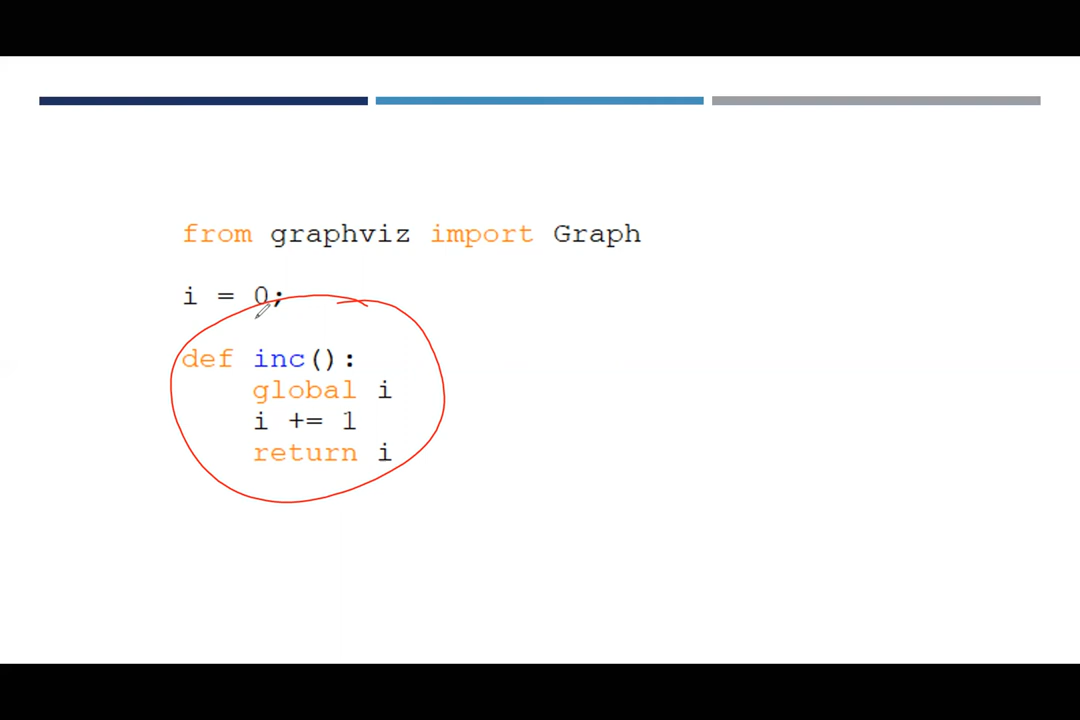 from graphviz import Graph
i = 0;
def inc():
    global i
    i += 1
    return i